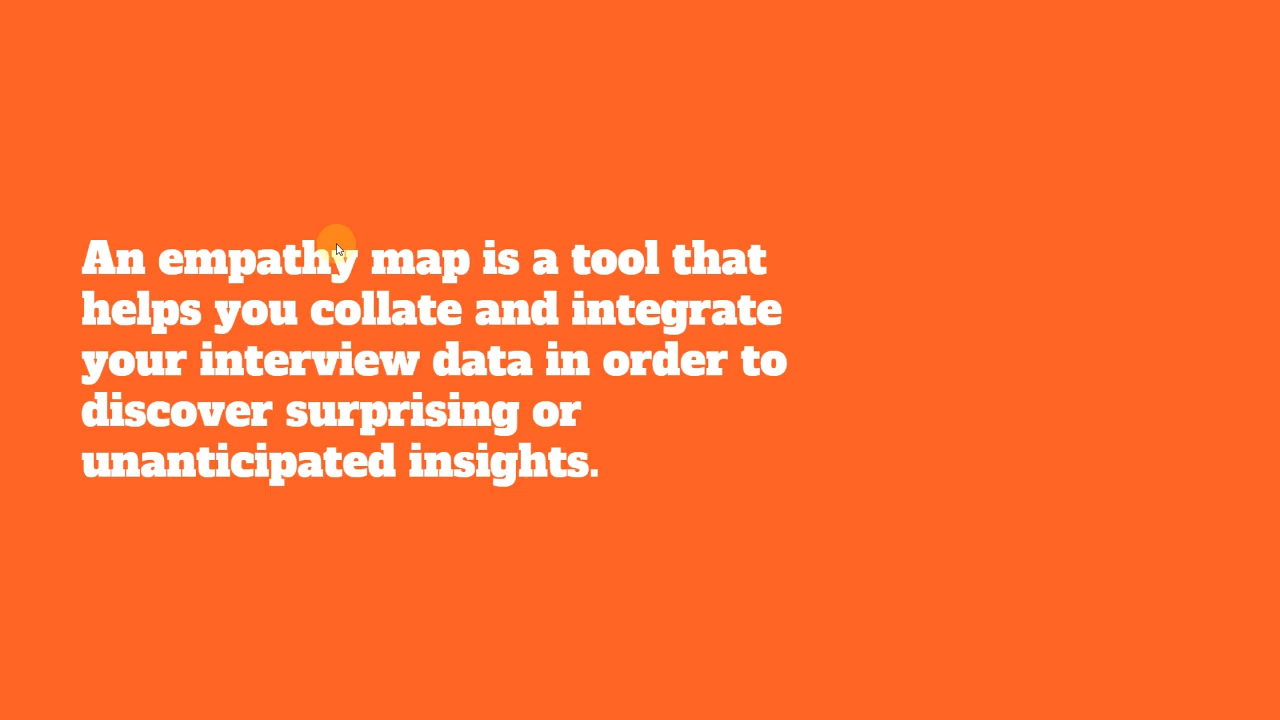 An empathy map is a tool that
helps you collate and integrate
your interview data in order to
discover surprising or
unanticipated insights.